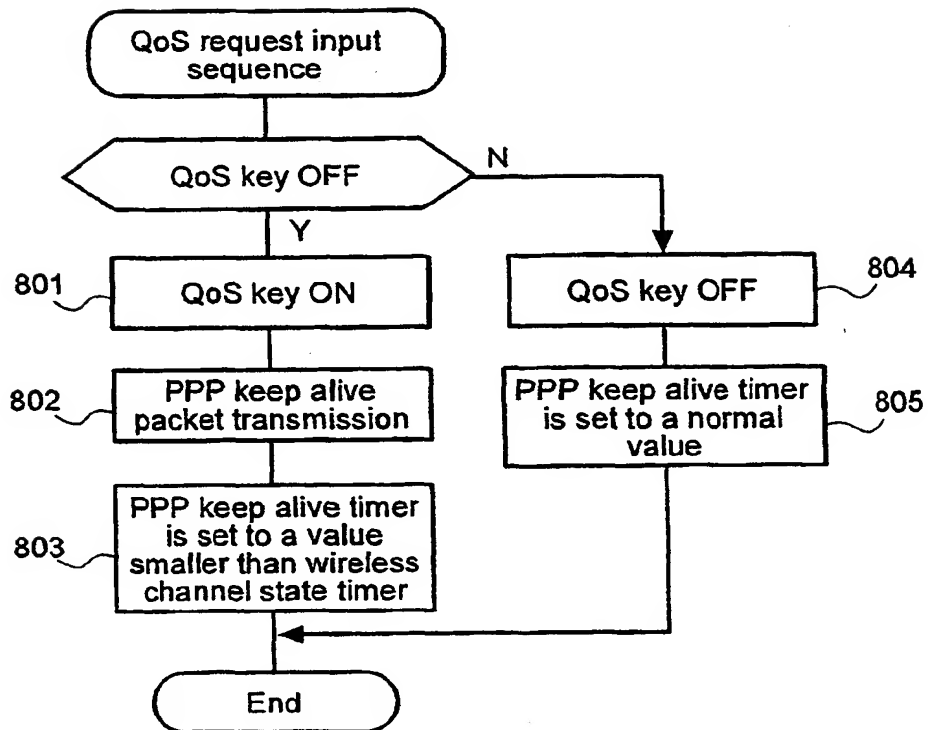 QoS request input
sequence
QoS key OFF
N
Y
801
QoS key ON
802
PPP keep alive
packet transmission
803
PPP keep alive timer
is set to a value
smaller than wireless
channel state timer
QoS key OFF
804
PPP keep alive timer
is set to a normal
value
805
End